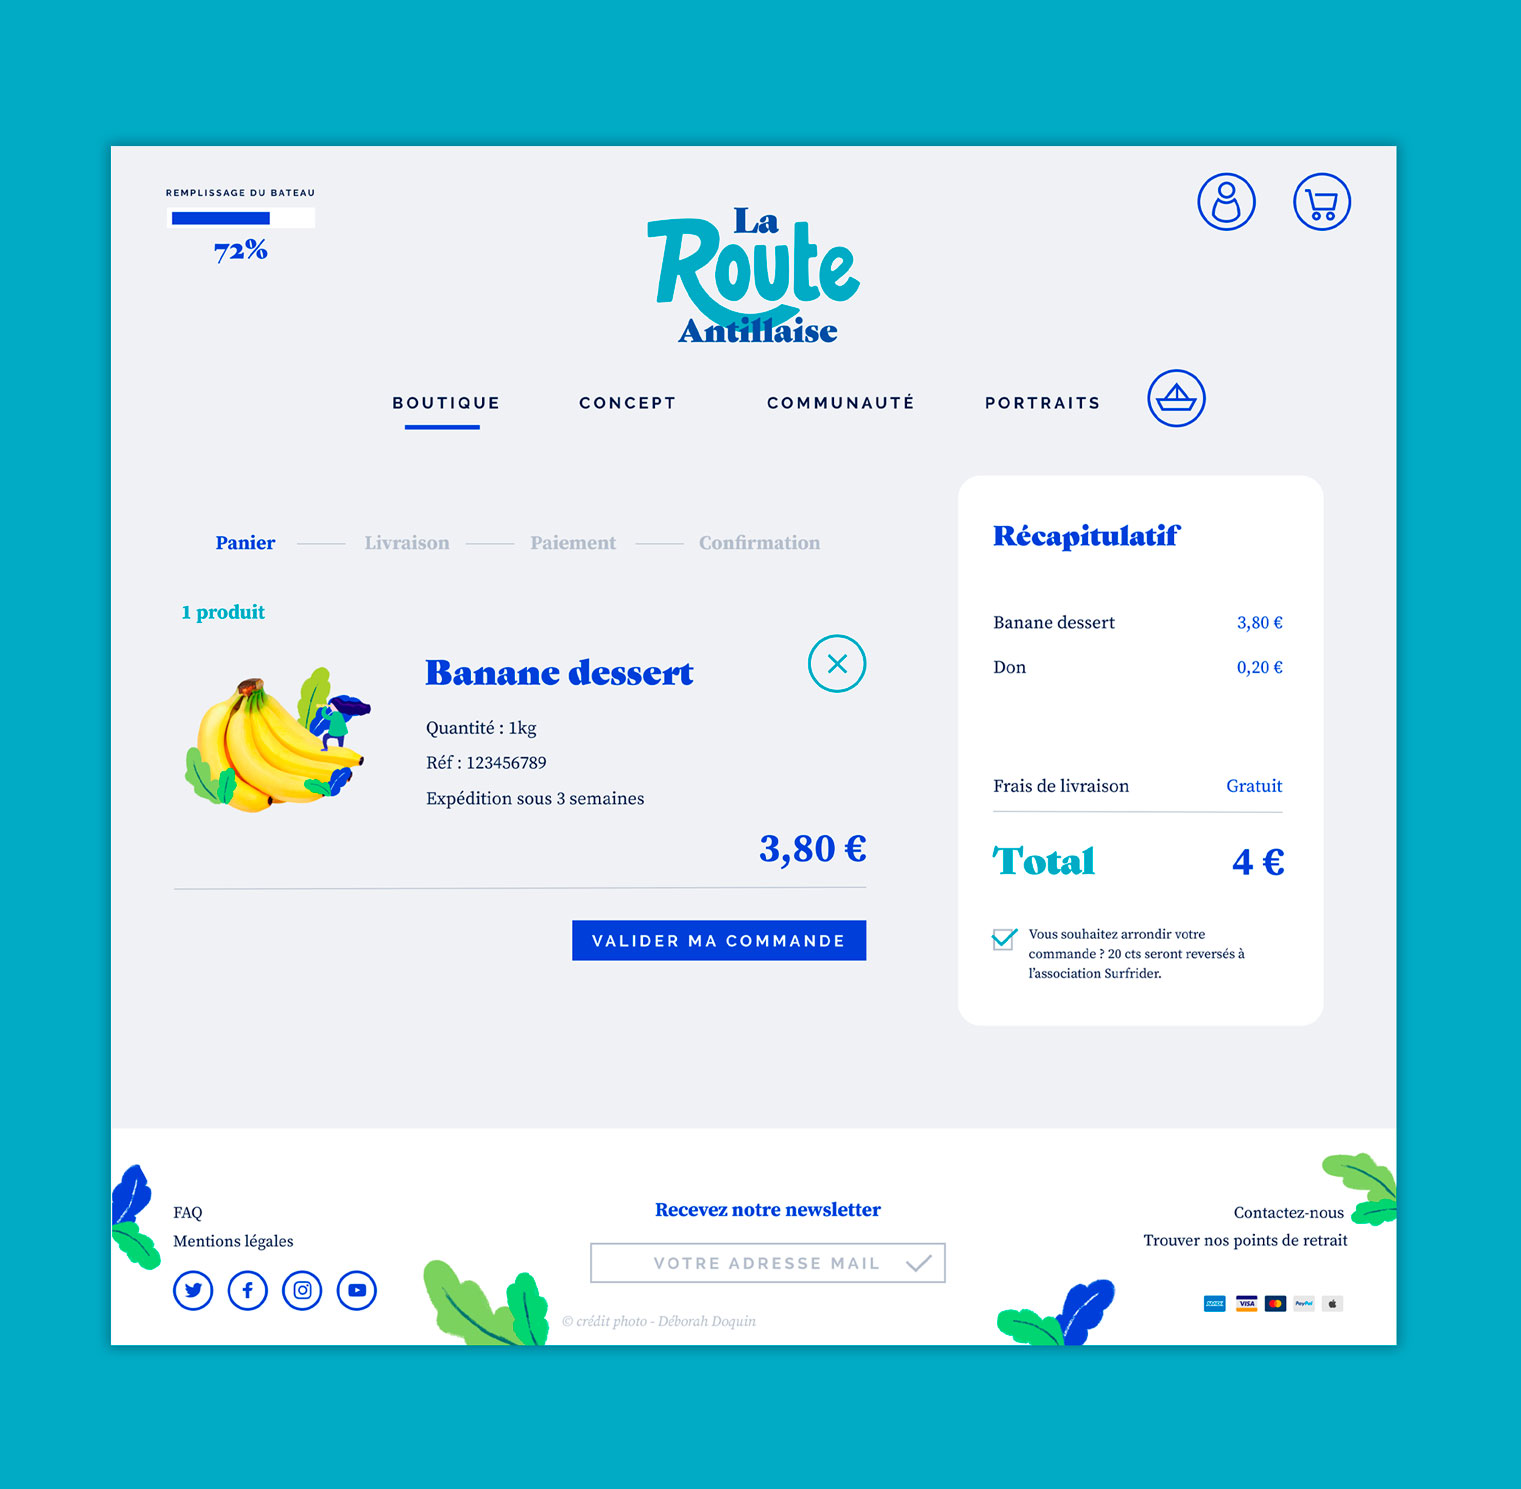 REMPLISSAGE DU BATEAU
72%
La
Route
Antillaise
BOUTIQUE
CONCEPT
COMMUNAUTÉ
PORTRAITS
Panier
Livraison
Paiement
Confirmation
1 produit
Banane dessert
Quantité : 1kg
Réf : 123456789
Expédition sous 3 semaines
3,80 €
VALIDER MA COMMANDE
Récapitulatif
Banane dessert 3,80 €
Don 0,20 €
Frais de livraison Gratuit
Total 4 €
Vous souhaitez arrondir votre
commande ? 20 cts seront reversés à
l'association Surfrider.
FAQ
Mentions légales
Recevez notre newsletter
VOTRE ADRESSE MAIL
© crédit photo - Déborah Doquin
Contactez-nous
Trouver nos points de retrait
VISA
PayPal